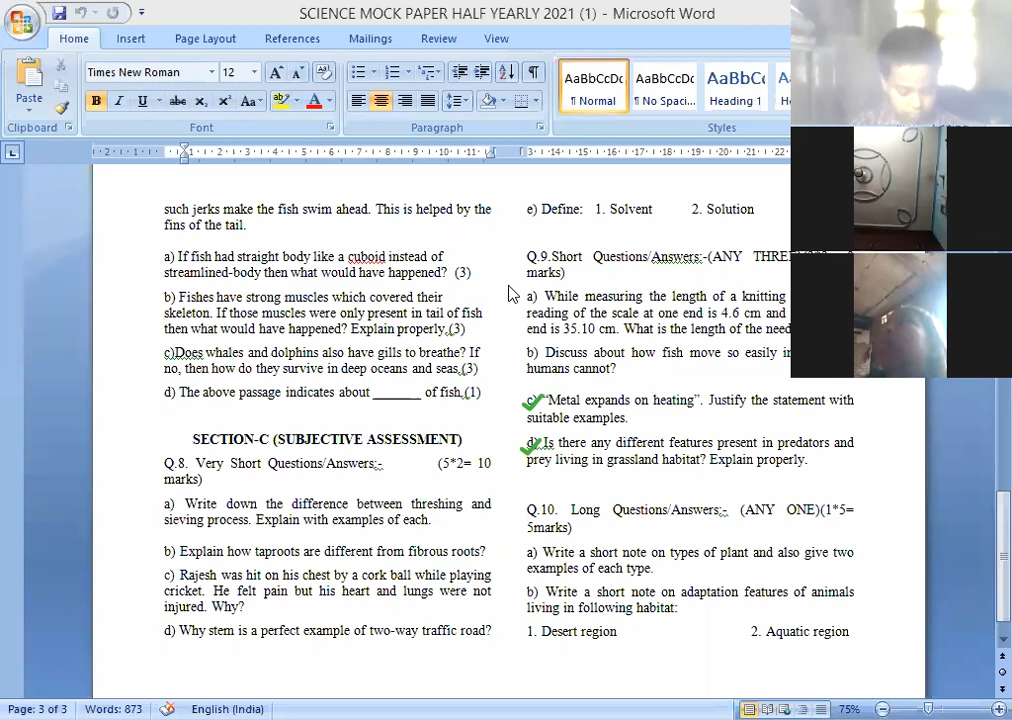 SCIENCE MOCK PAPER HALF YEARLY 2021 (1) - Microsoft Word
Home Insert Page Layout References Mailings Review View
Times New Roman 12
Paste
B I U abc X₂ X² Aa A
AaBbCcDc AaBbCcDc AaBbC
¶ Normal ¶ No Spaci... Heading 1
Clipboard Font Paragraph Styles
such jerks make the fish swim ahead. This is helped by the
fins of the tail.
a) If fish had straight body like a cuboid instead of
streamlined-body then what would have happened? (3)
b) Fishes have strong muscles which covered their
skeleton. If those muscles were only present in tail of fish
then what would have happened? Explain properly.(3)
c)Does whales and dolphins also have gills to breathe? If
no, then how do they survive in deep oceans and seas.(3)
d) The above passage indicates about _______ of fish.(1)
SECTION-C (SUBJECTIVE ASSESSMENT)
Q.8. Very Short Questions/Answers:- (5*2= 10
marks)
a) Write down the difference between threshing and
sieving process. Explain with examples of each.
b) Explain how taproots are different from fibrous roots?
c) Rajesh was hit on his chest by a cork ball while playing
cricket. He felt pain but his heart and lungs were not
injured. Why?
d) Why stem is a perfect example of two-way traffic road?
e) Define: 1. Solvent 2. Solution
Q.9.Short Questions/Answers:-(ANY THREE
marks)
a) While measuring the length of a knitting
reading of the scale at one end is 4.6 cm and
end is 35.10 cm. What is the length of the
b) Discuss about how fish move so easily
humans cannot?
c) "Metal expands on heating". Justify the statement with
suitable examples.
d) Is there any different features present in predators and
prey living in grassland habitat? Explain properly.
Q.10. Long Questions/Answers:- (ANY ONE)(1*5=
5marks)
a) Write a short note on types of plant and also give two
examples of each type.
b) Write a short note on adaptation features of animals
living in following habitat:
1. Desert region 2. Aquatic region
Page: 3 of 3 Words: 873 English (India) 75%